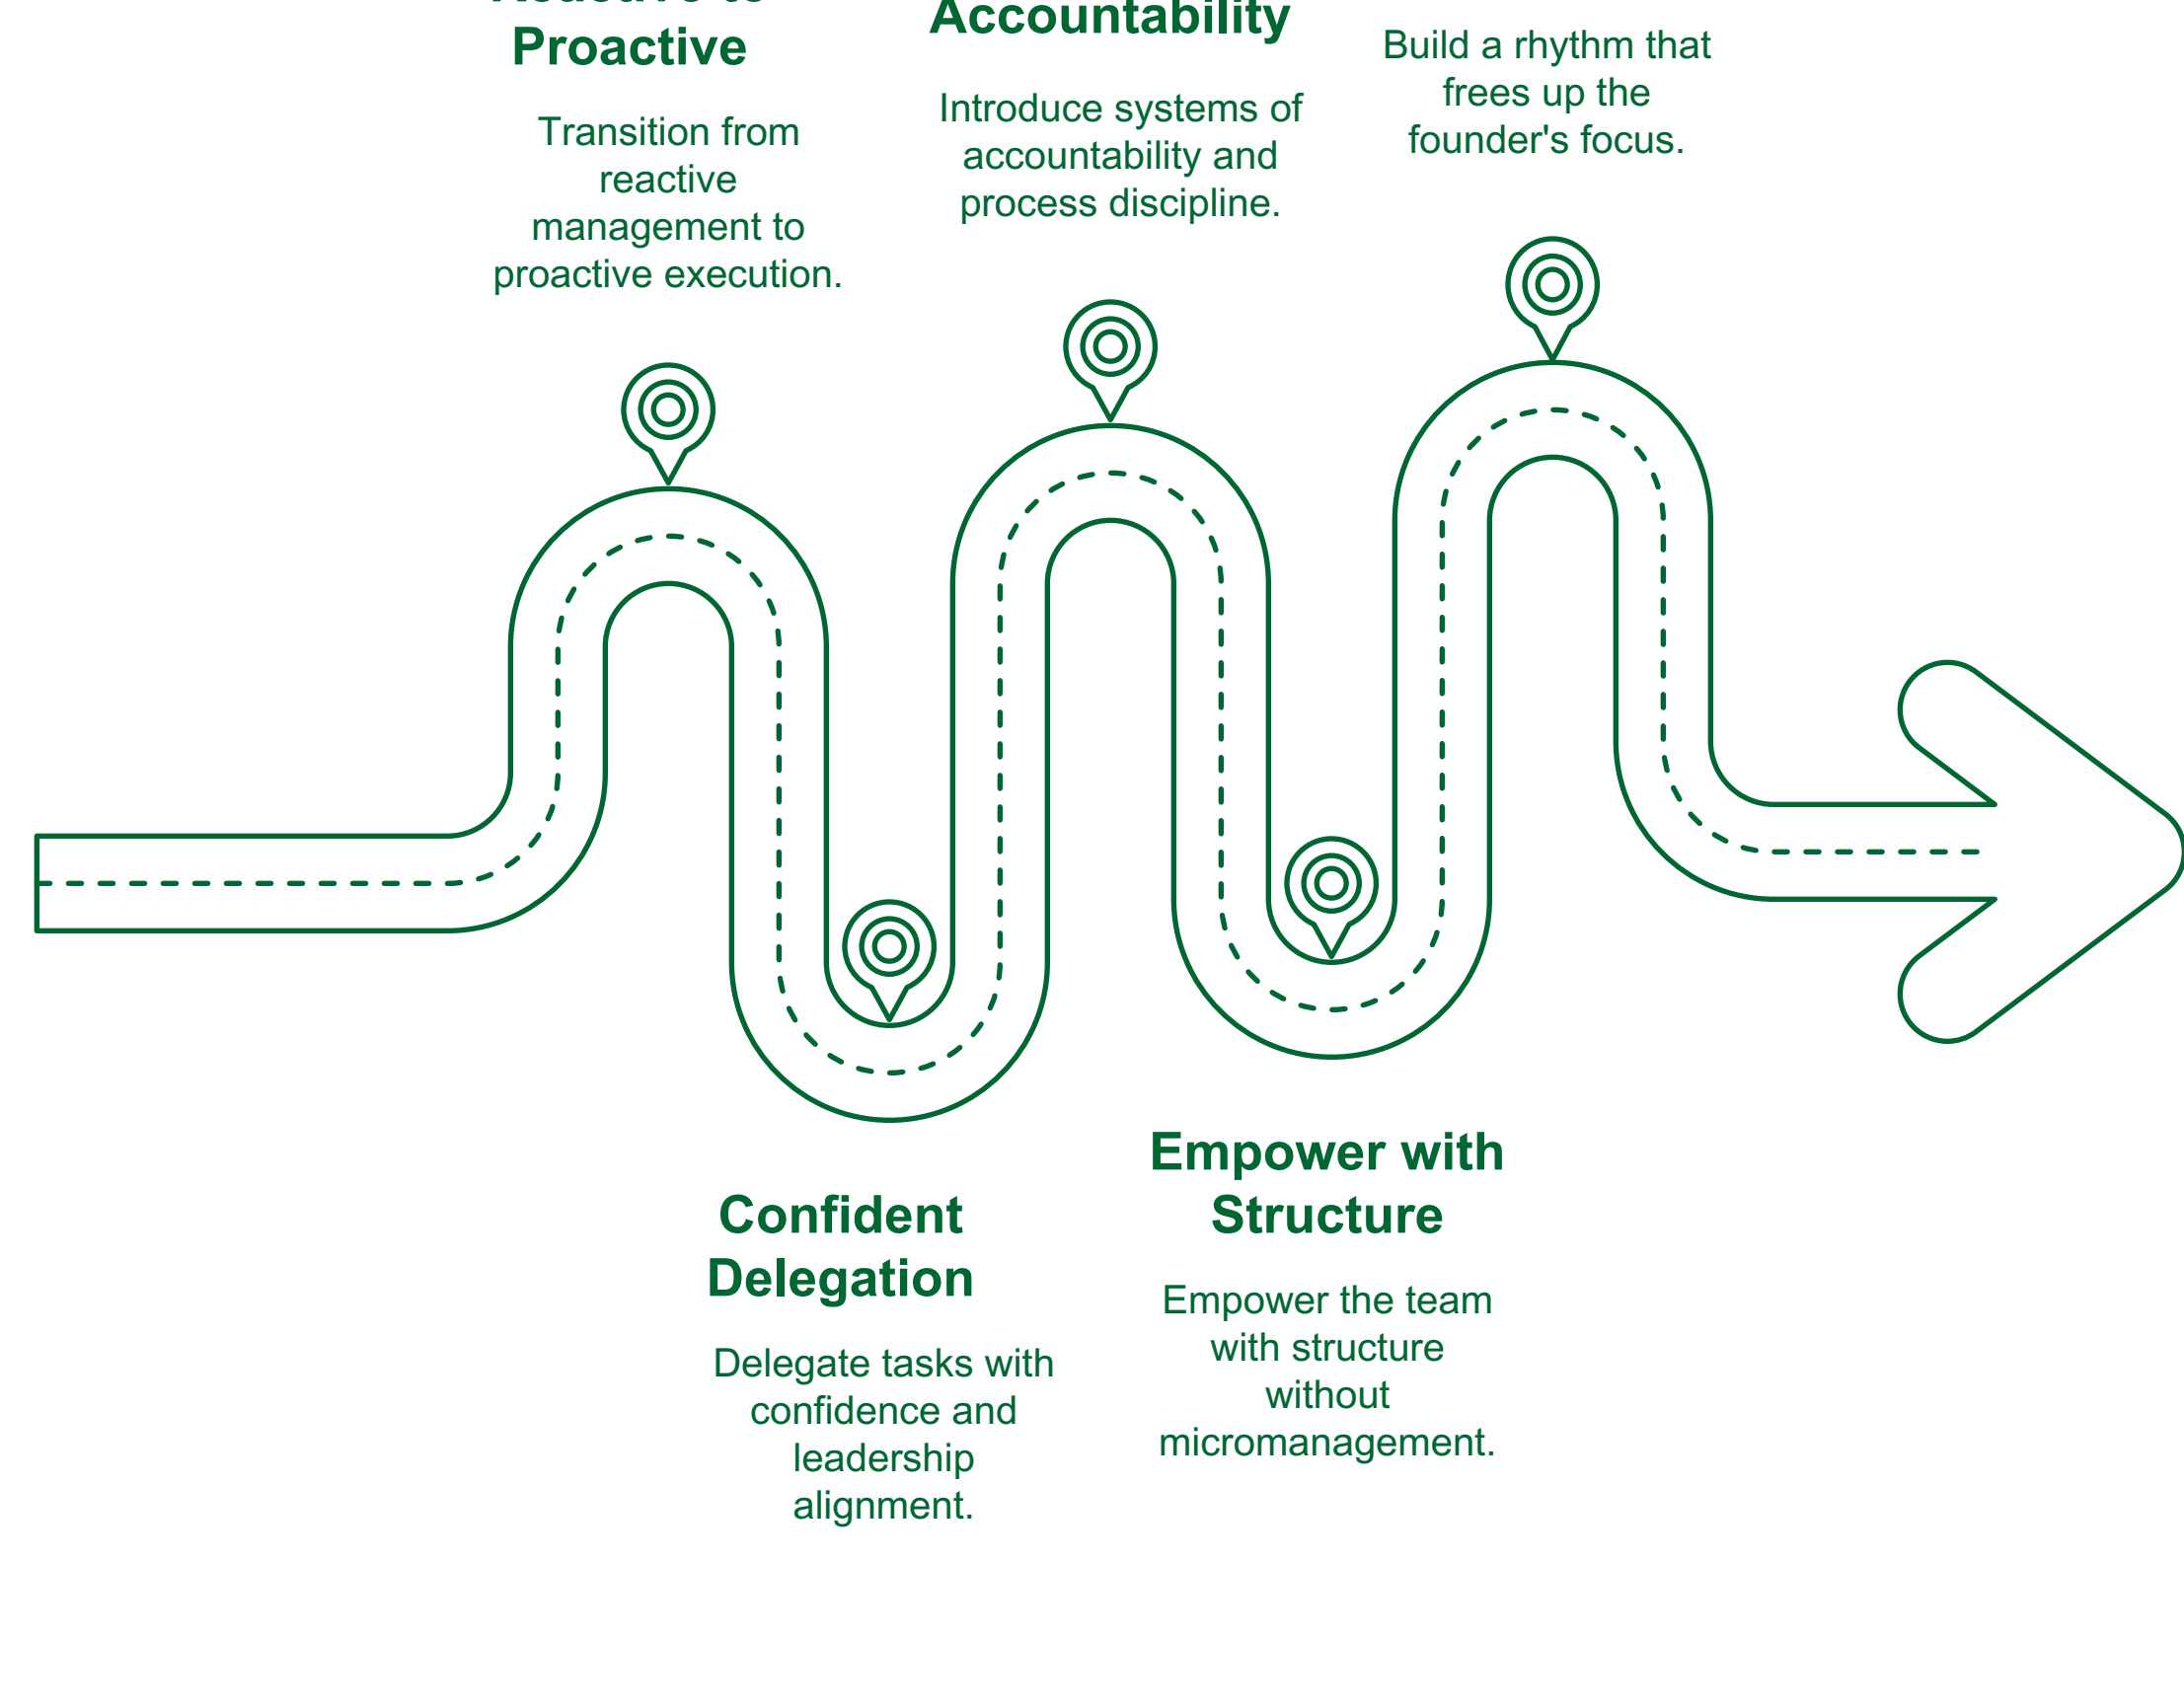 Reactive to
Proactive
Transition from
reactive
management to
proactive execution.
Accountability
Introduce systems of
accountability and
process discipline.
Build a rhythm that
frees up the
founder's focus.
Confident
Delegation
Delegate tasks with
confidence and
leadership
alignment.
Empower with
Structure
Empower the team
with structure
without
micromanagement.